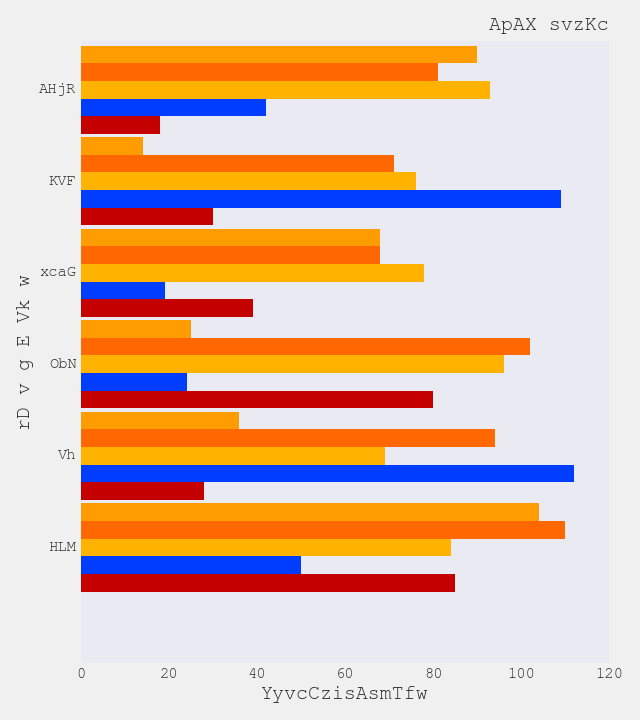 ApAX svzKc
AHjR
KVF
xcaG
ObN
Vh
HLM
rD v g E Vk w
0 20 40 60 80 100 120
YyvcCzisAsmTfw